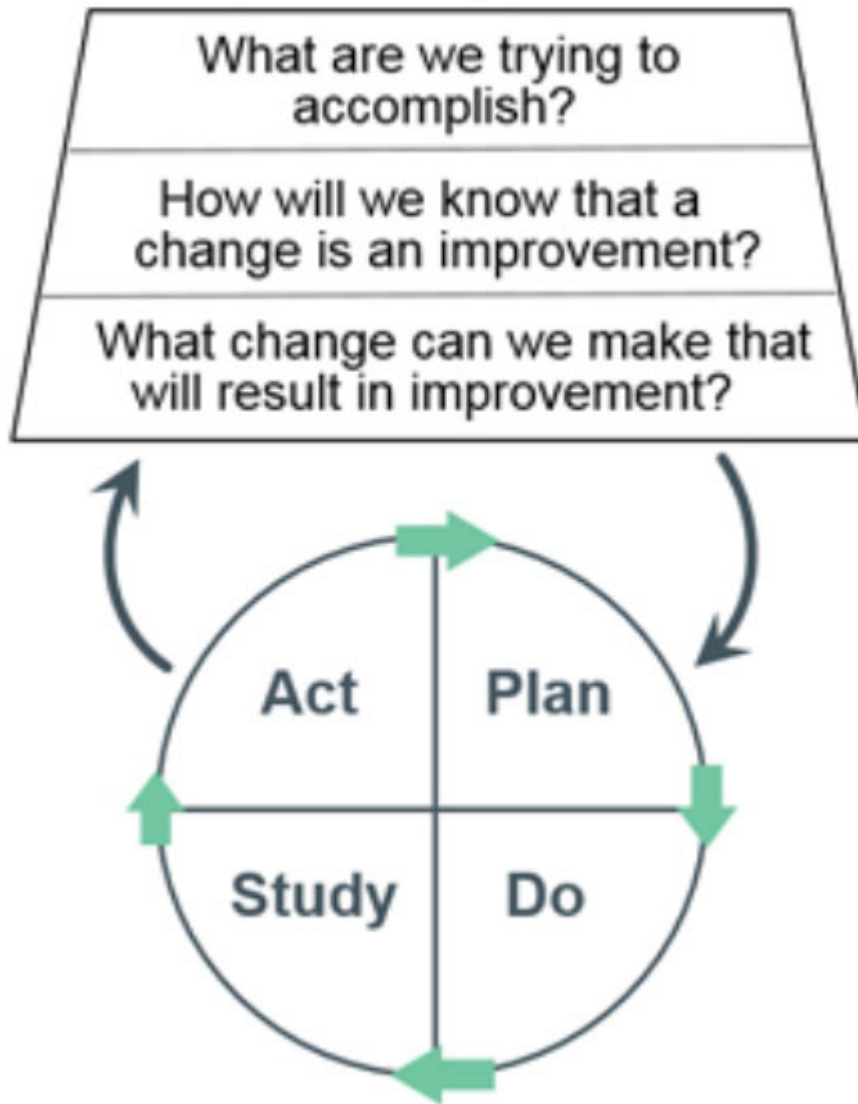 What are we trying to
accomplish?
How will we know that a
change is an improvement?
What change can we make that
will result in improvement?
Act
Plan
Study
Do